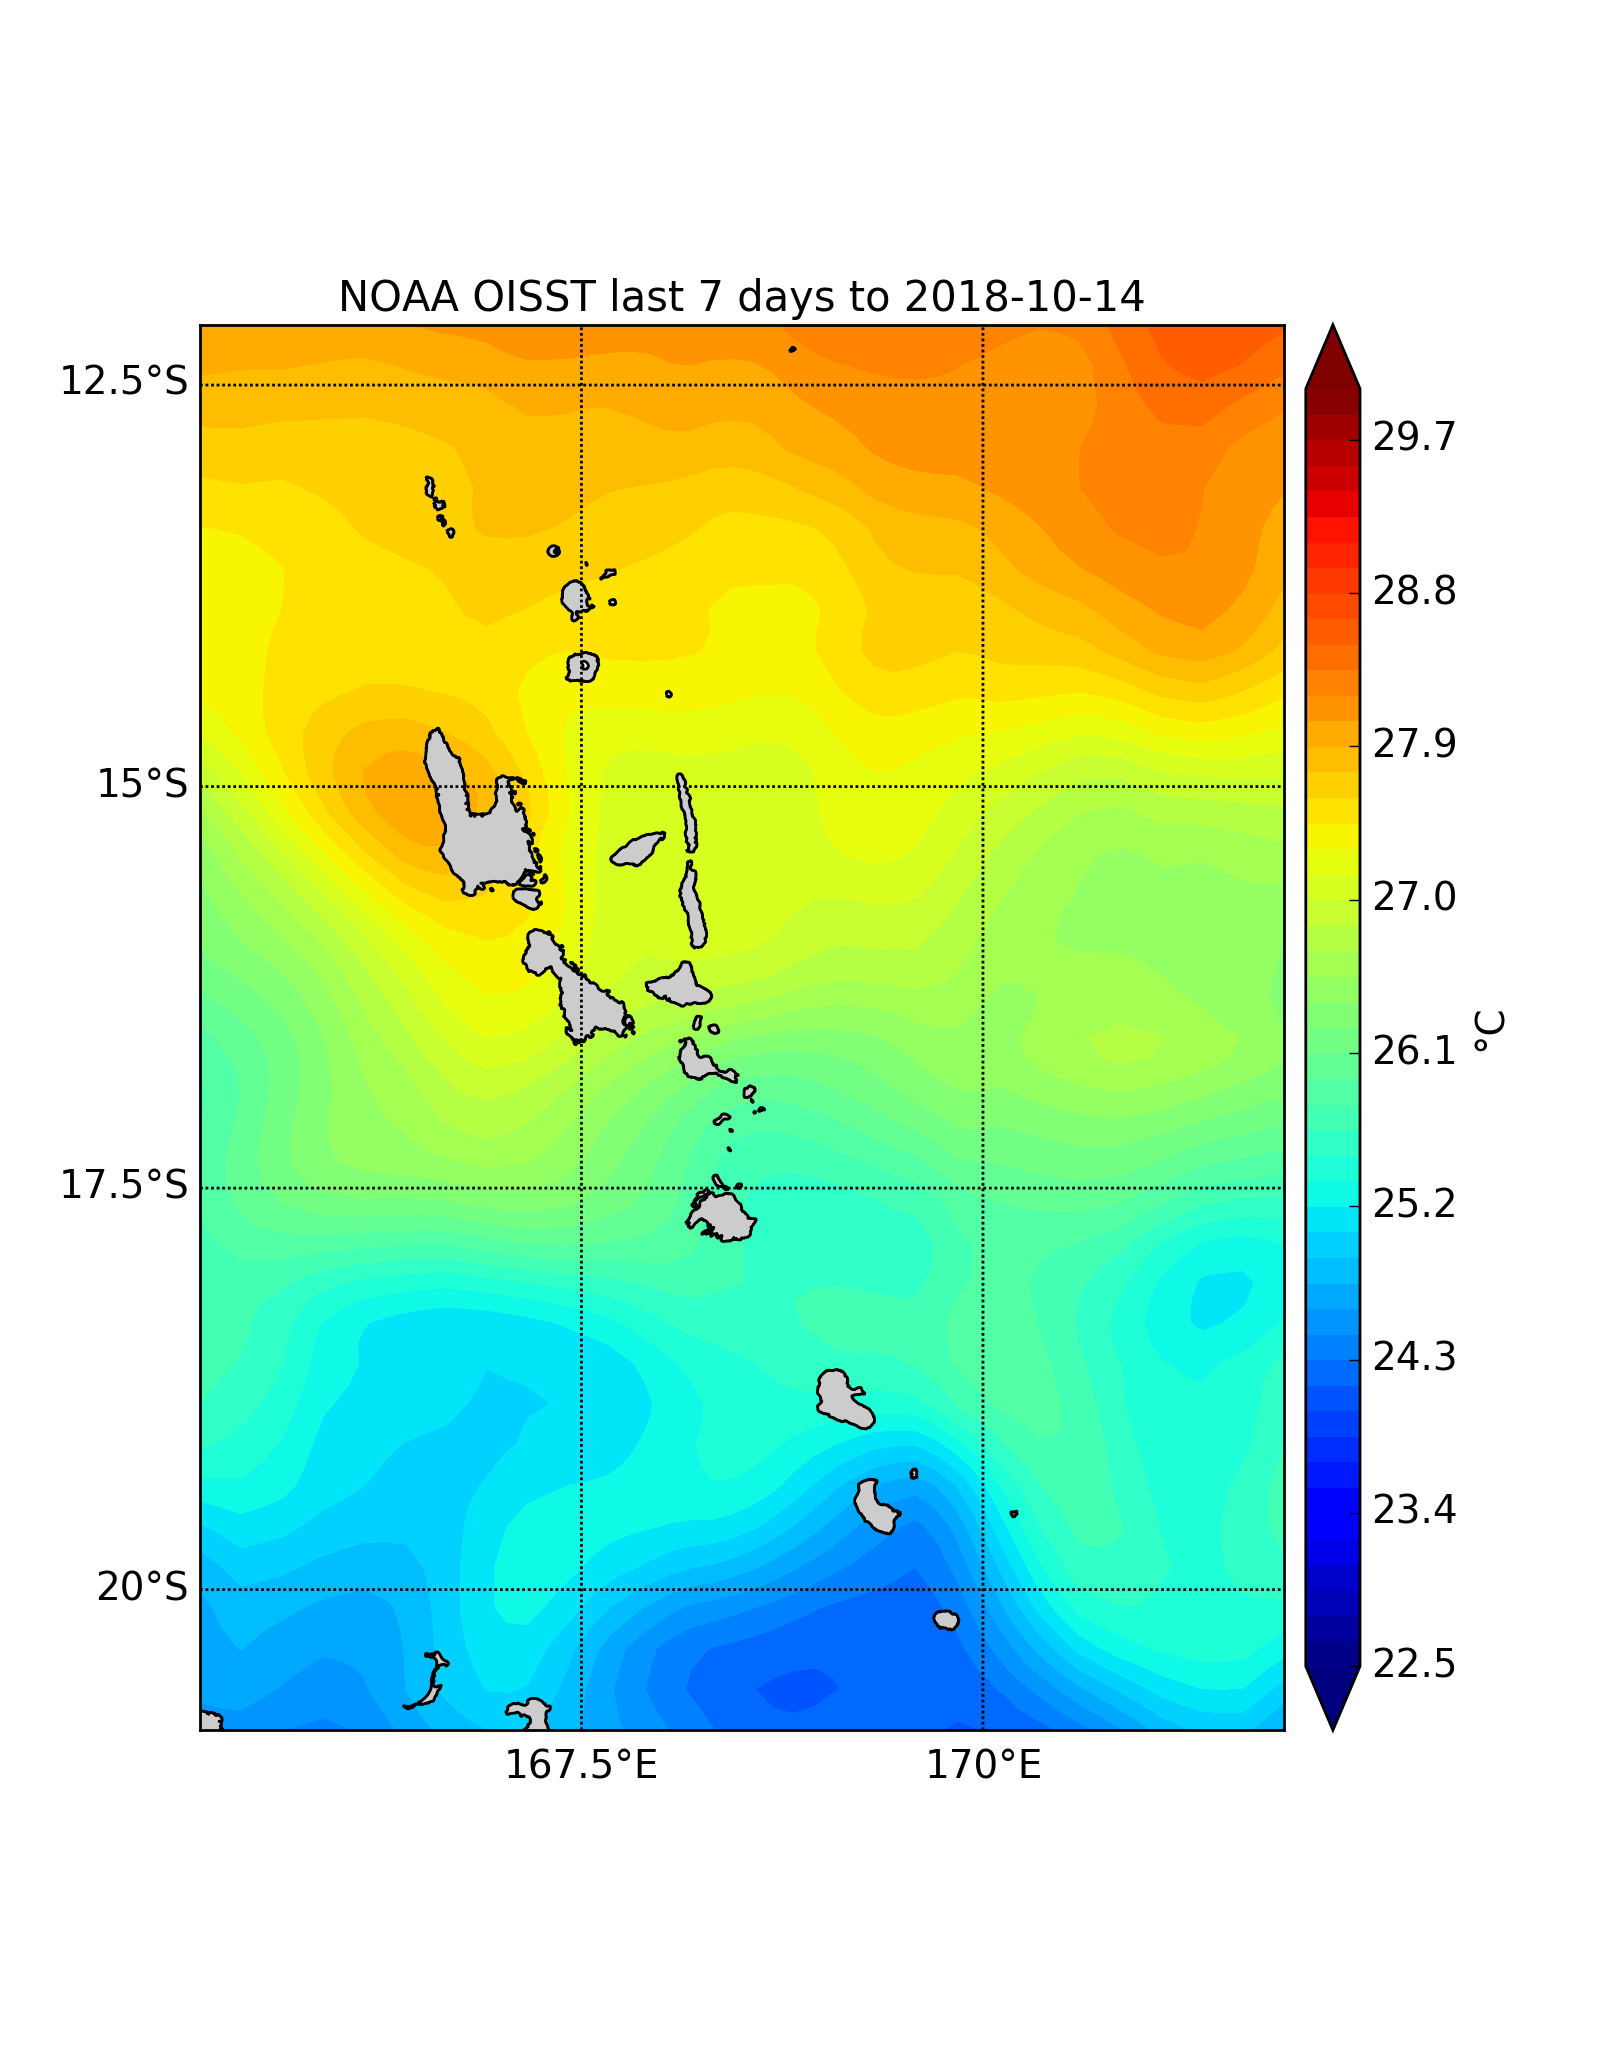 NOAA OISST last 7 days to 2018-10-14
12.5°S
15°S
17.5°S
20°S
167.5°E
170°E
29.7
28.8
27.9
27.0
26.1
25.2
24.3
23.4
22.5
°C